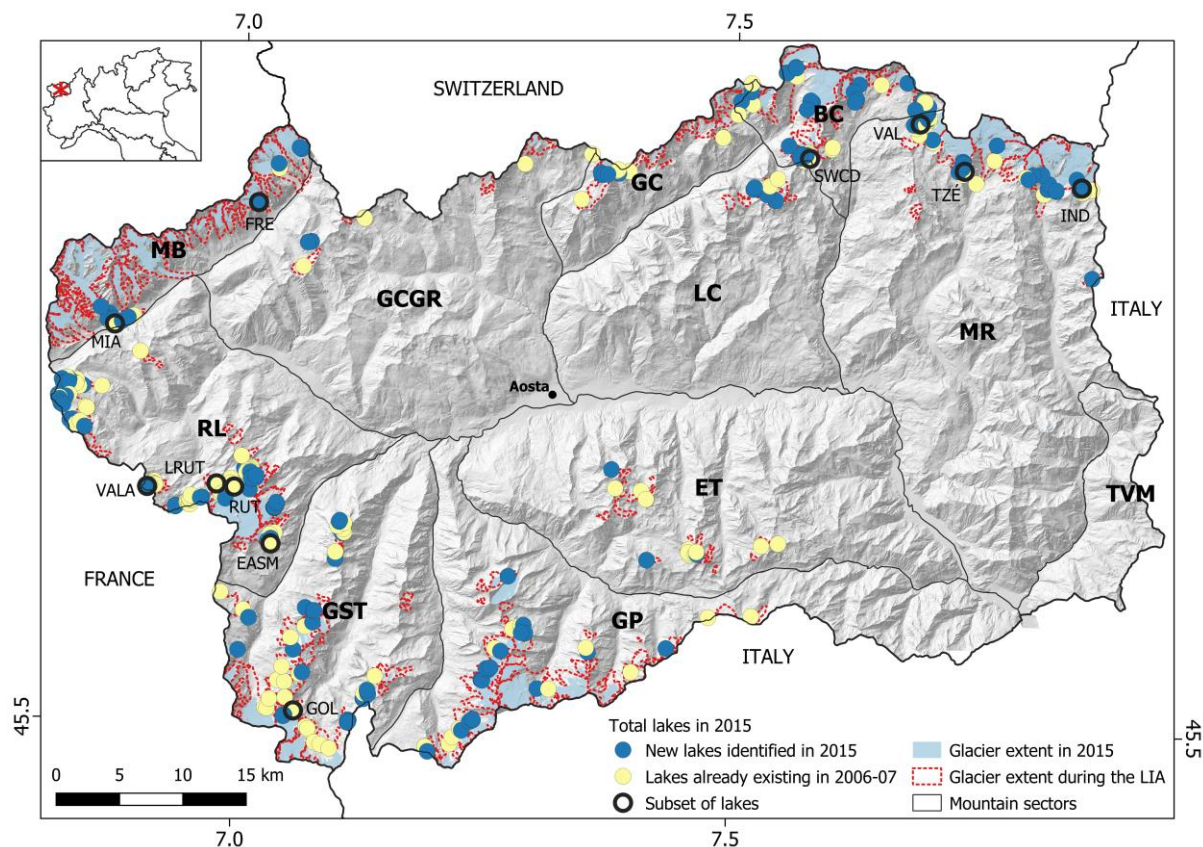 7.0
7.5
SWITZERLAND
BC
VAL
SWCD
GC
TZÉ
IND
FRE
MB
GCGR
LC
MR
ITALY
MIA
Aosta
RL
LRUT
VALA
RUT
ET
TVM
EASM
FRANCE
GST
GP
ITALY
GOL
45.5
45.5
Total lakes in 2015
New lakes identified in 2015
Glacier extent in 2015
Lakes already existing in 2006-07
Glacier extent during the LIA
Subset of lakes
Mountain sectors
0 5 10 15 km
7.0
7.5